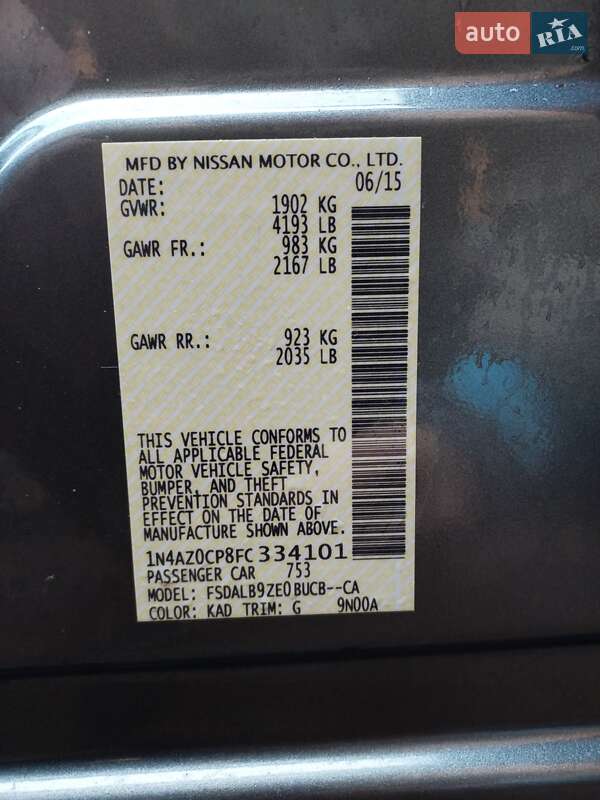 auto RIA.com
MFD BY NISSAN MOTOR CO., LTD.
DATE: 06/15
GVWR: 1902 KG
4193 LB
GAWR FR.: 983 KG
2167 LB
GAWR RR.: 923 KG
2035 LB
THIS VEHICLE CONFORMS TO
ALL APPLICABLE FEDERAL
MOTOR VEHICLE SAFETY,
BUMPER, AND THEFT
PREVENTION STANDARDS IN
EFFECT ON THE DATE OF
MANUFACTURE SHOWN ABOVE.
1N4AZ0CP8FC334101
PASSENGER CAR 753
MODEL: FSDALB9ZE0BUCB--CA
COLOR: KAD TRIM: G 9N00A